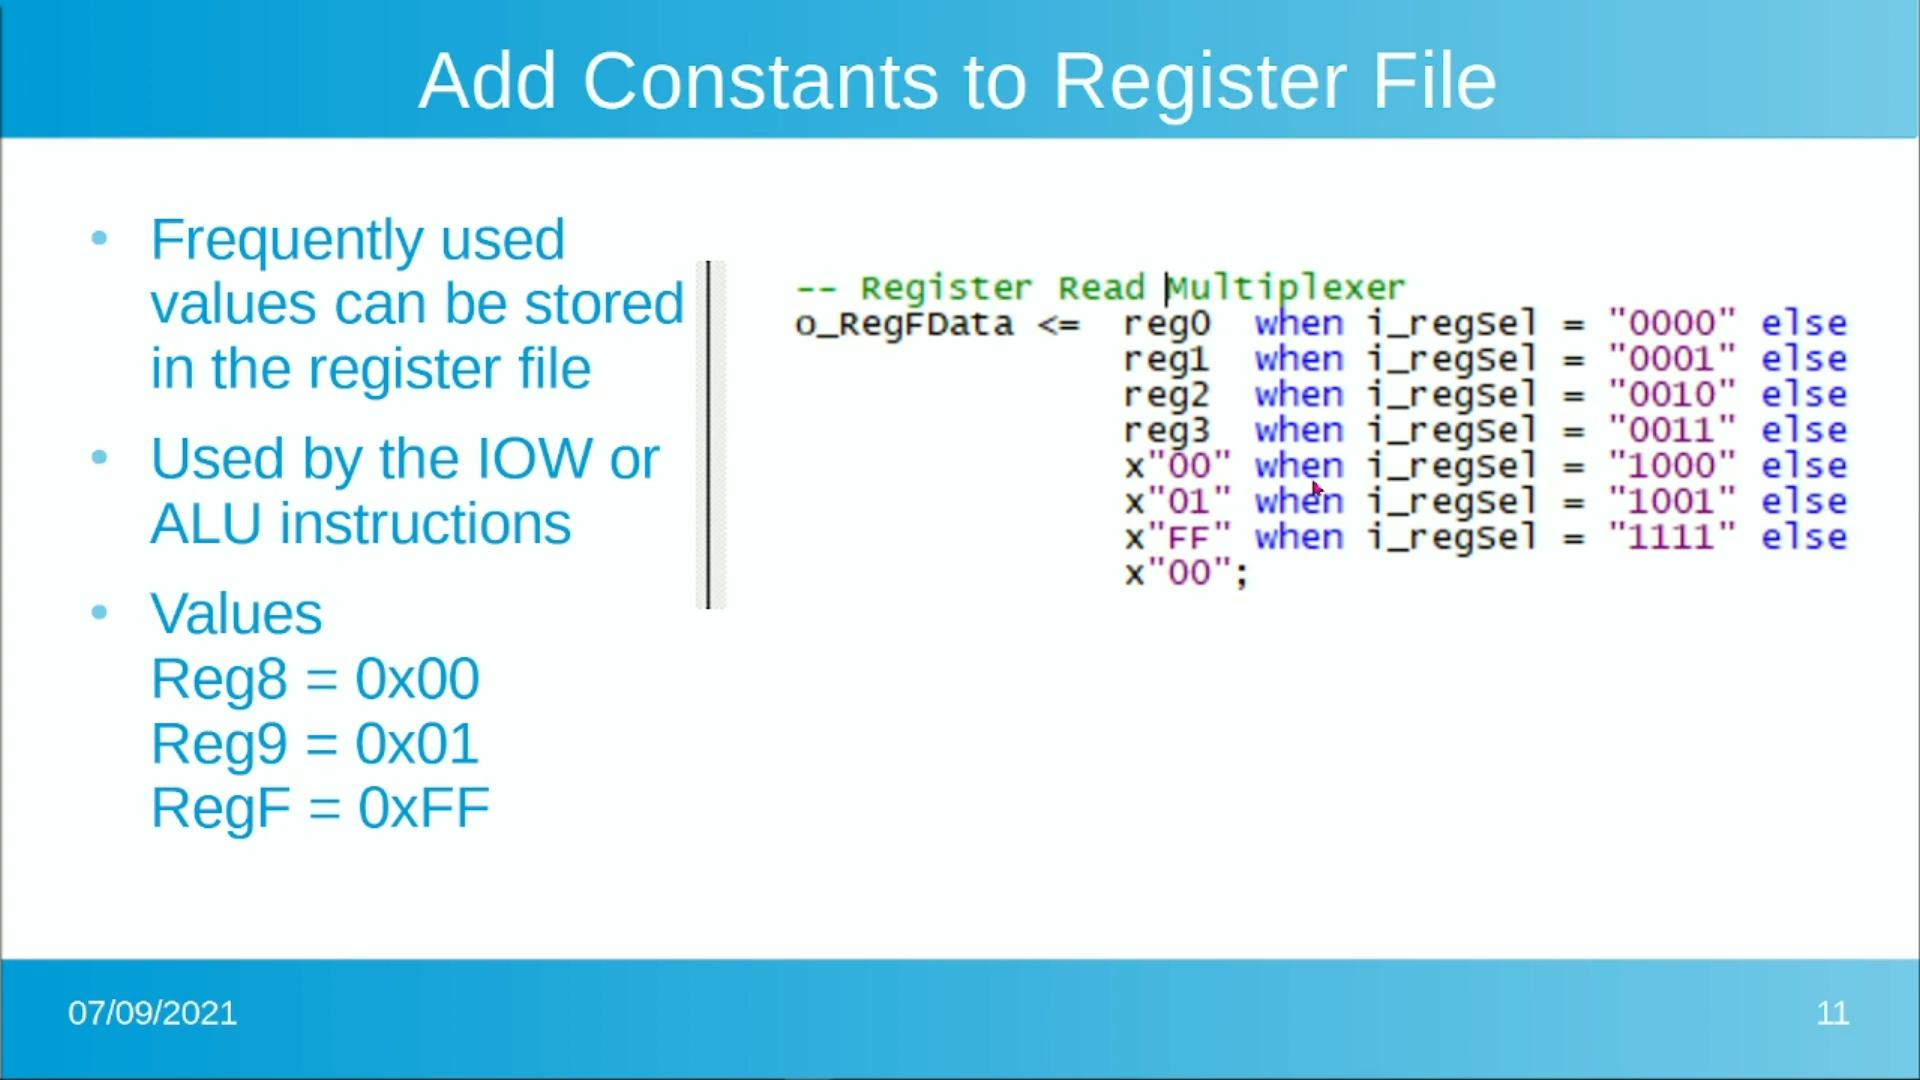 Add Constants to Register File
• Frequently used
values can be stored
in the register file
• Used by the IOW or
ALU instructions
• Values
Reg8 = 0x00
Reg9 = 0x01
RegF = 0xFF
-- Register Read Multiplexer
o_RegFData <= reg0 when i_regSel = "0000" else
reg1 when i_regSel = "0001" else
reg2 when i_regSel = "0010" else
reg3 when i_regSel = "0011" else
x"00" when i_regSel = "1000" else
x"01" when i_regSel = "1001" else
x"FF" when i_regSel = "1111" else
x"00";
07/09/2021
11